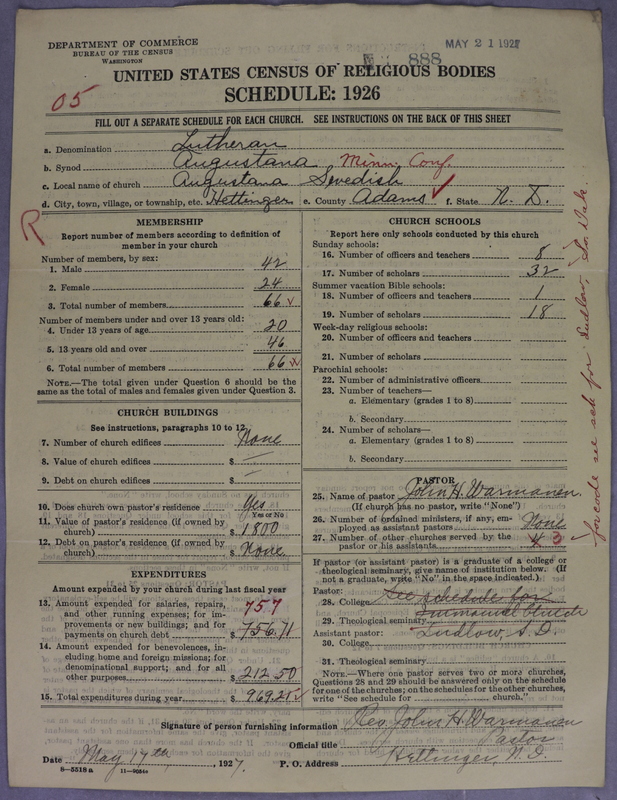 DEPARTMENT OF COMMERCE
BUREAU OF THE CENSUS
WASHINGTON
MAY 21 1927
888
UNITED STATES CENSUS OF RELIGIOUS BODIES
SCHEDULE: 1926
05
FILL OUT A SEPARATE SCHEDULE FOR EACH CHURCH. SEE INSTRUCTIONS ON THE BACK OF THIS SHEET
a. Denomination Lutheran
b. Synod Augustana Minn. Conf.
c. Local name of church Augustana Swedish
d. City, town, village, or township, etc. Hettinger e. County Adams f. State N. D.
R
MEMBERSHIP
Report number of members according to definition of
member in your church
Number of members, by sex:
1. Male 42
2. Female 24
3. Total number of members 66
Number of members under and over 13 years old:
4. Under 13 years of age 20
5. 13 years old and over 46
6. Total number of members 66
NOTE.—The total given under Question 6 should be
same as the total of males and females given under Question 3.
CHURCH BUILDINGS
See instructions, paragraphs 10 to 12
7. Number of church edifices None
8. Value of church edifices $ —
9. Debt on church edifices $ —
10. Does church own pastor's residence? Yes
Yes or No
11. Value of pastor's residence (if owned by
church) $ 1800
12. Debt on pastor's residence (if owned by
church) $ None
EXPENDITURES
Amount expended by your church during last fiscal year
13. Amount expended for salaries, repairs, 757
and other running expenses; for im-
provements or new buildings; and for
payments on church debt $ 756.71
14. Amount expended for benevolences, in-
cluding home and foreign missions; for
denominational support; and for all
other purposes $ 212.50
15. Total expenditures during year $ 969.21
CHURCH SCHOOLS
Report here only schools conducted by this church
Sunday schools:
16. Number of officers and teachers 8
17. Number of scholars 32
Summer vacation Bible schools:
18. Number of officers and teachers 1
19. Number of scholars 18
Week-day religious schools:
20. Number of officers and teachers
21. Number of scholars
Parochial schools:
22. Number of administrative officers
23. Number of teachers—
a. Elementary (grades 1 to 8)
b. Secondary
24. Number of scholars—
a. Elementary (grades 1 to 8)
b. Secondary
PASTOR
25. Name of pastor John H. Warmanen
(If church has no pastor, write "None")
26. Number of ordained ministers, if any, em-
ployed as assistant pastors None
27. Number of other churches served by the
pastor or his assistants 4 3
If pastor (or assistant pastor) is a graduate of a college or
theological seminary, give name of institution below. (If
not a graduate, write "No" in the space indicated.)
Pastor:
28. College See schedule for
29. Theological seminary Immanuel Church
Assistant pastor: Ludlow, S. D.
30. College
31. Theological seminary
NOTE.—Where one pastor serves two or more churches,
Questions 28 and 29 should be answered only on the schedule
for one of the churches; on the schedules for the other churches,
write "See schedule for church."
for code see sch for Ludlow, So. Dak.
Signature of person furnishing information Rev. John H. Warmanen
Official title Pastor
Date May 17th, 1927. P. O. Address Hettinger, N. D.
8—5518a 11—9054